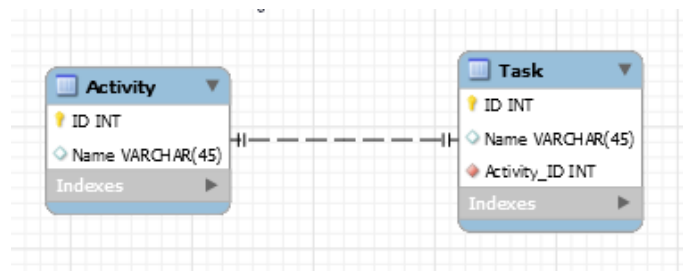 Activity
ID INT
Name VARCHAR(45)
Indexes
Task
ID INT
Name VARCHAR(45)
Activity_ID INT
Indexes